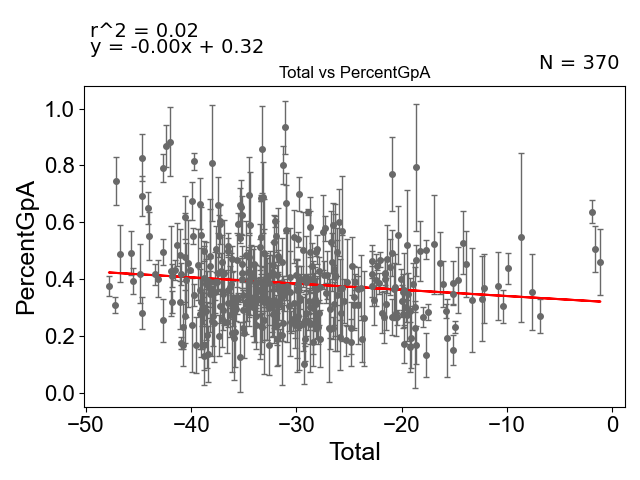 r^2 = 0.02
y = -0.00x + 0.32
N = 370
Total vs PercentGpA
PercentGpA
1.0
0.8
0.6
0.4
0.2
0.0
−50 −40 −30 −20 −10 0
Total